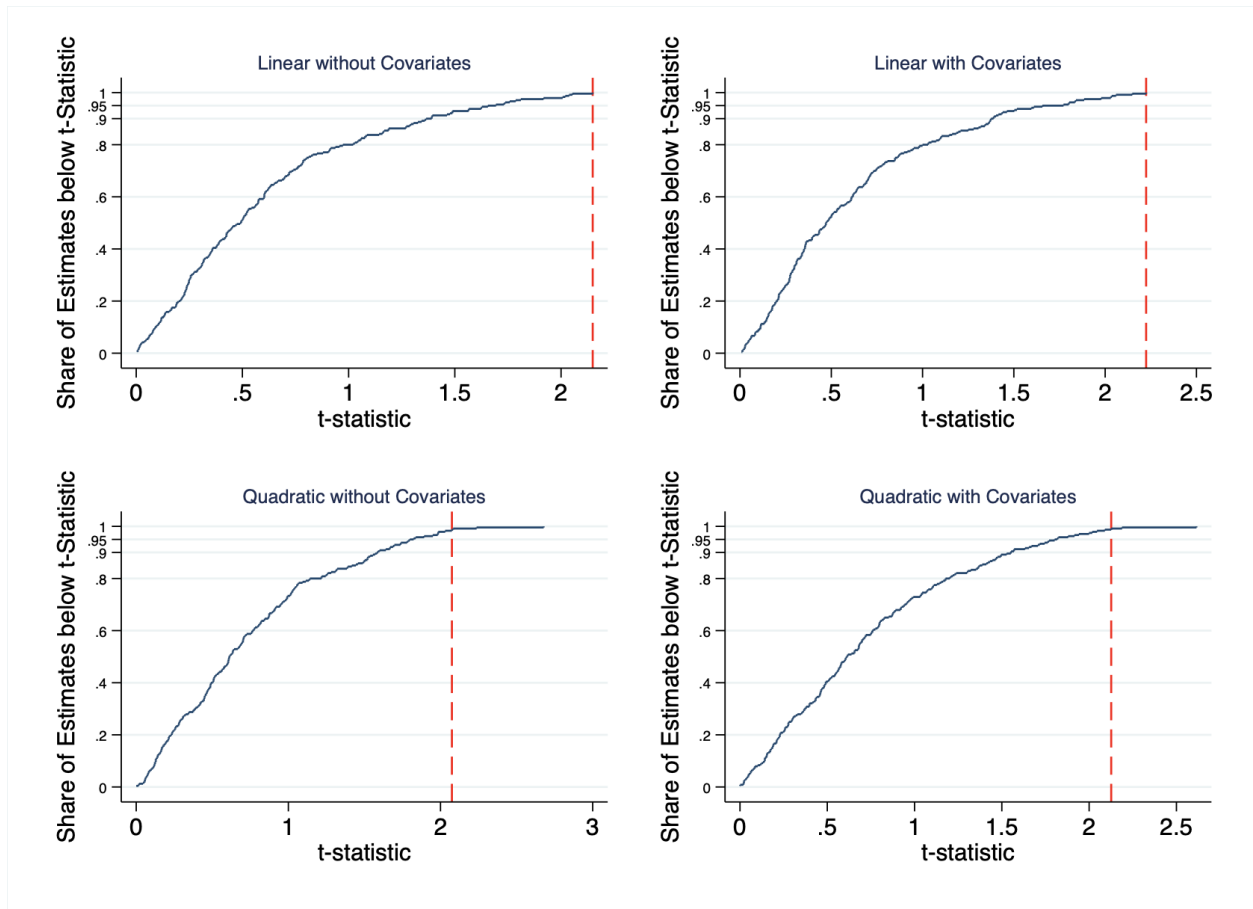 Linear without Covariates
Share of Estimates below t-Statistic
1
.95
.9
.8
.6
.4
.2
0
0 .5 1 1.5 2
t-statistic
Linear with Covariates
Share of Estimates below t-Statistic
1
.95
.9
.8
.6
.4
.2
0
0 .5 1 1.5 2 2.5
t-statistic
Quadratic without Covariates
Share of Estimates below t-Statistic
1
.95
.9
.8
.6
.4
.2
0
0 1 2 3
t-statistic
Quadratic with Covariates
Share of Estimates below t-Statistic
1
.95
.9
.8
.6
.4
.2
0
0 .5 1 1.5 2 2.5
t-statistic